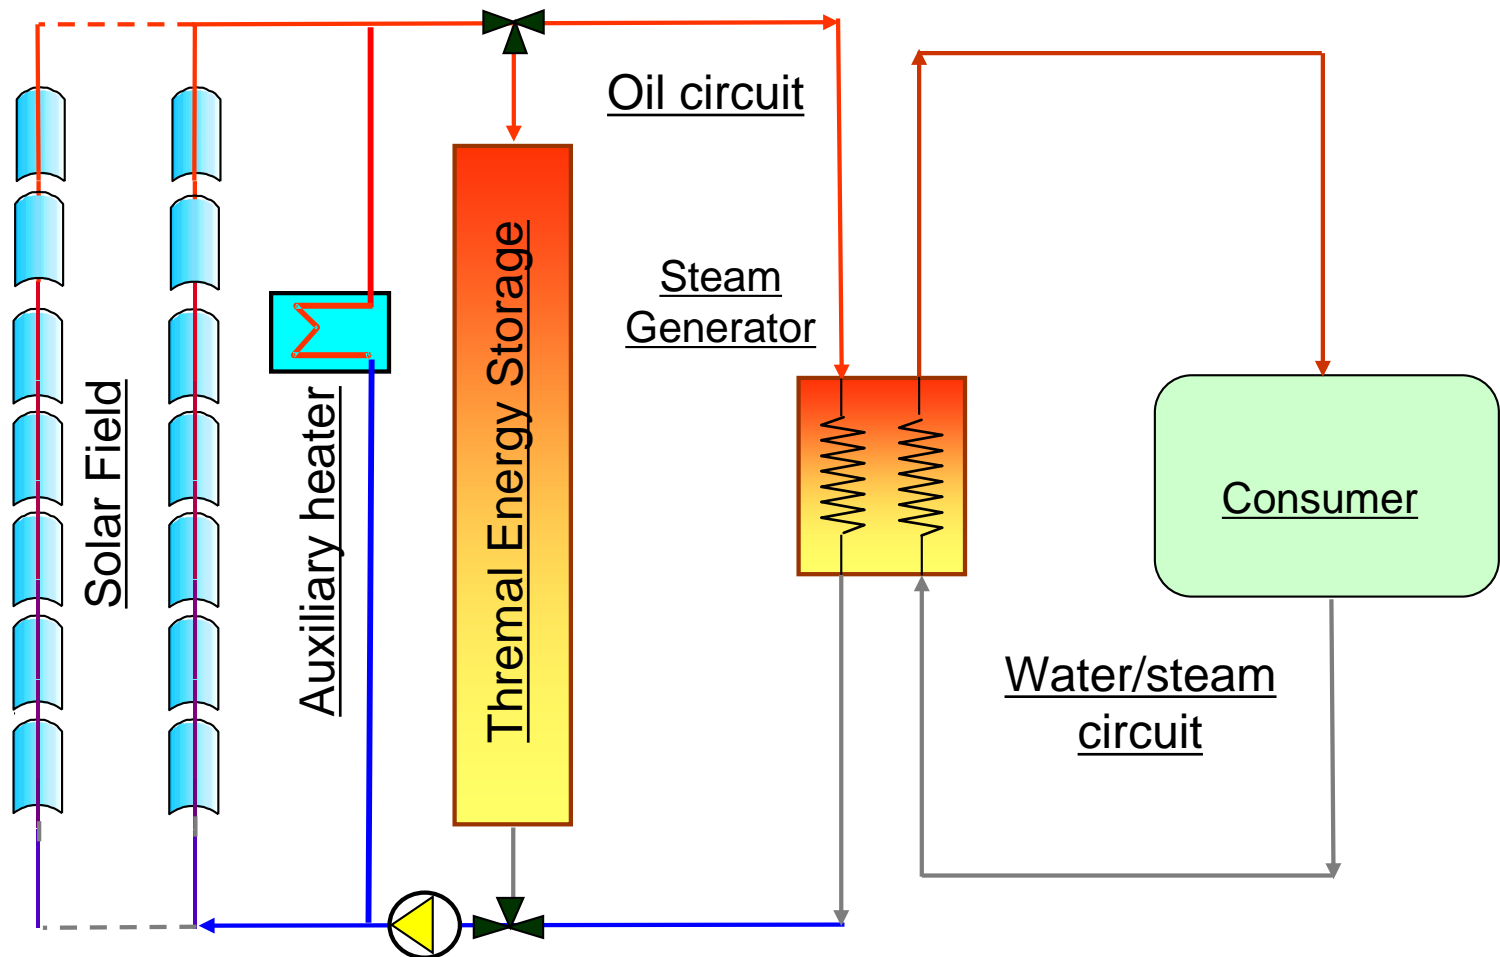 Oil circuit
Steam
Generator
Solar Field
Auxiliary heater
Thremal Energy Storage
Consumer
Water/steam
circuit